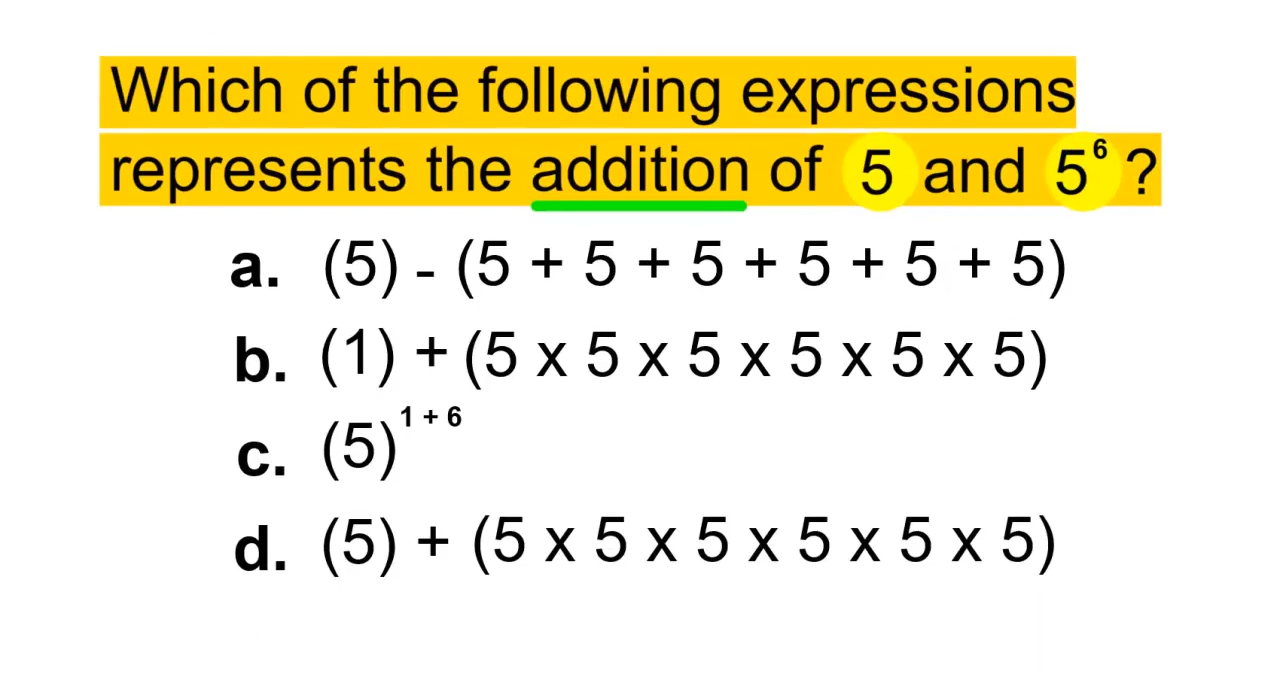 Which of the following expressions
represents the addition of 5 and 5⁶ ?
a. (5) - (5 + 5 + 5 + 5 + 5 + 5)
b. (1) + (5 x 5 x 5 x 5 x 5 x 5)
c. (5)¹ ⁺ ⁶
d. (5) + (5 x 5 x 5 x 5 x 5 x 5)